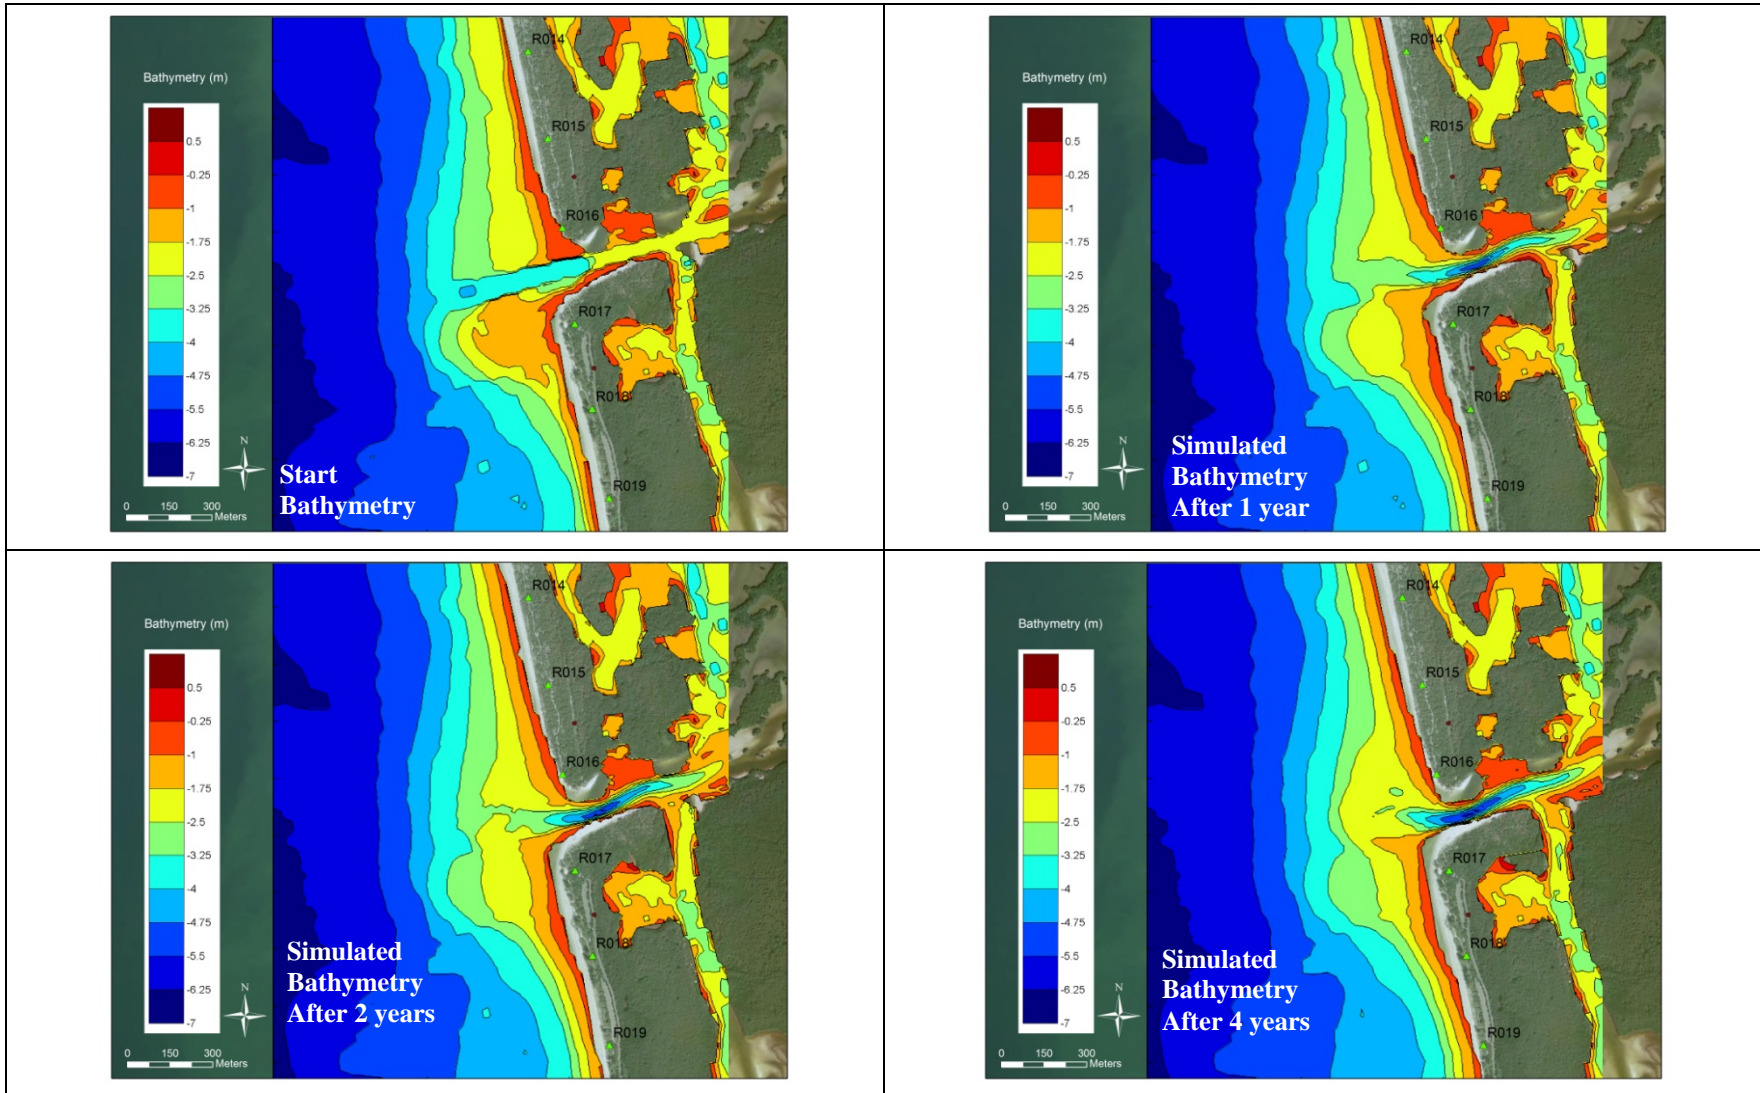 R014
Bathymetry (m)
0.5
R015
-0.25
-1
R016
-1.75
-2.5
-3.25
R017
-4
-4.75
R018
-5.5
-6.25
N
Start
Bathymetry
-7
R019
0 150 300
Meters
R014
Bathymetry (m)
0.5
R015
-0.25
-1
R016
-1.75
-2.5
-3.25
R017
-4
-4.75
R018
-5.5
-6.25
N
Simulated
Bathymetry
After 1 year
-7
R019
0 150 300
Meters
R014
Bathymetry (m)
0.5
R015
-0.25
-1
R016
-1.75
-2.5
-3.25
R017
-4
-4.75
R018
-5.5
-6.25
N
Simulated
Bathymetry
After 2 years
-7
R019
0 150 300
Meters
R014
Bathymetry (m)
0.5
R015
-0.25
-1
R016
-1.75
-2.5
-3.25
R017
-4
-4.75
R018
-5.5
-6.25
N
Simulated
Bathymetry
After 4 years
-7
R019
0 150 300
Meters